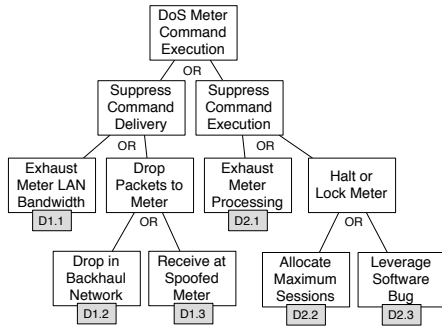 DoS Meter
Command
Execution
OR
Suppress
Command
Delivery
Suppress
Command
Execution
OR
OR
Exhaust
Meter LAN
Bandwidth
D1.1
Drop
Packets to
Meter
Exhaust
Meter
Processing
D2.1
Halt or
Lock Meter
OR
OR
Drop in
Backhaul
Network
D1.2
Receive at
Spoofed
Meter
D1.3
Allocate
Maximum
Sessions
D2.2
Leverage
Software
Bug
D2.3